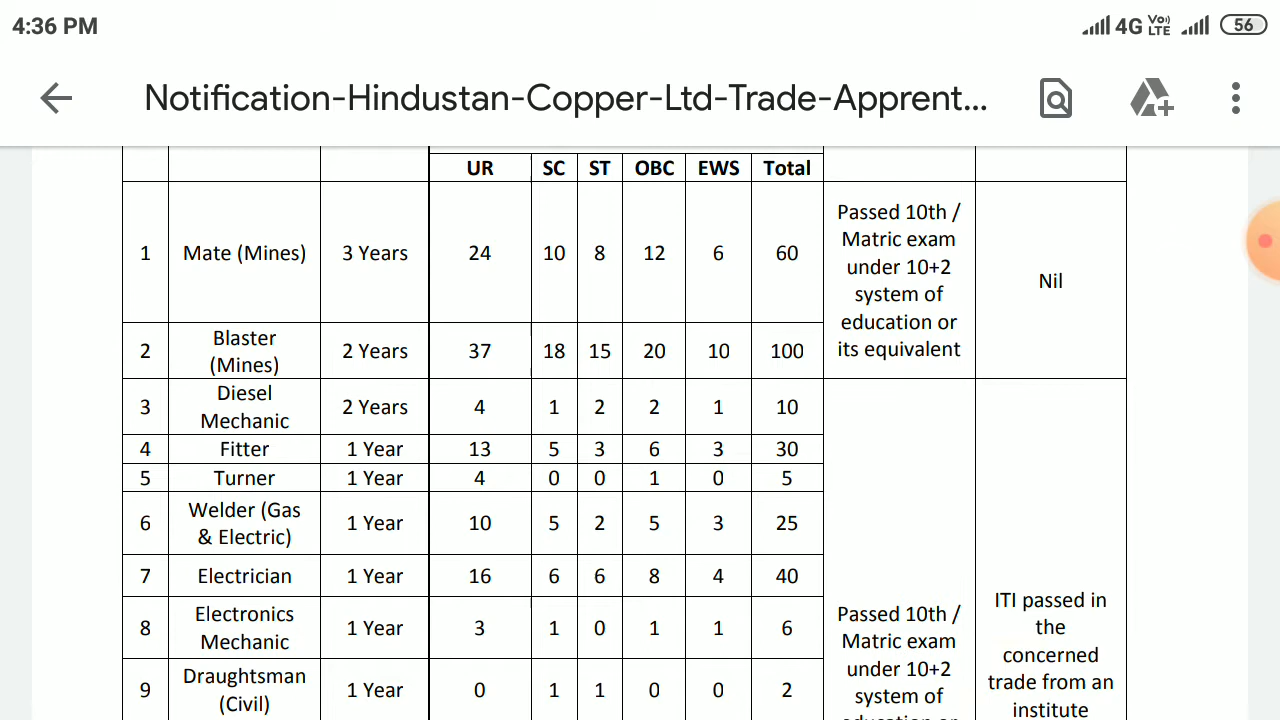 4:36 PM 4G Vo) LTE 56
Notification-Hindustan-Copper-Ltd-Trade-Apprent...
UR SC ST OBC EWS Total
1 Mate (Mines) 3 Years 24 10 8 12 6 60
Passed 10th /
Matric exam
under 10+2
system of
education or
its equivalent
Nil
2 Blaster
(Mines) 2 Years 37 18 15 20 10 100
3 Diesel
Mechanic 2 Years 4 1 2 2 1 10
4 Fitter 1 Year 13 5 3 6 3 30
5 Turner 1 Year 4 0 0 1 0 5
6 Welder (Gas
& Electric) 1 Year 10 5 2 5 3 25
7 Electrician 1 Year 16 6 6 8 4 40
8 Electronics
Mechanic 1 Year 3 1 0 1 1 6
9 Draughtsman
(Civil) 1 Year 0 1 1 0 0 2
Passed 10th /
Matric exam
under 10+2
system of
education or
ITI passed in
the
concerned
trade from an
institute